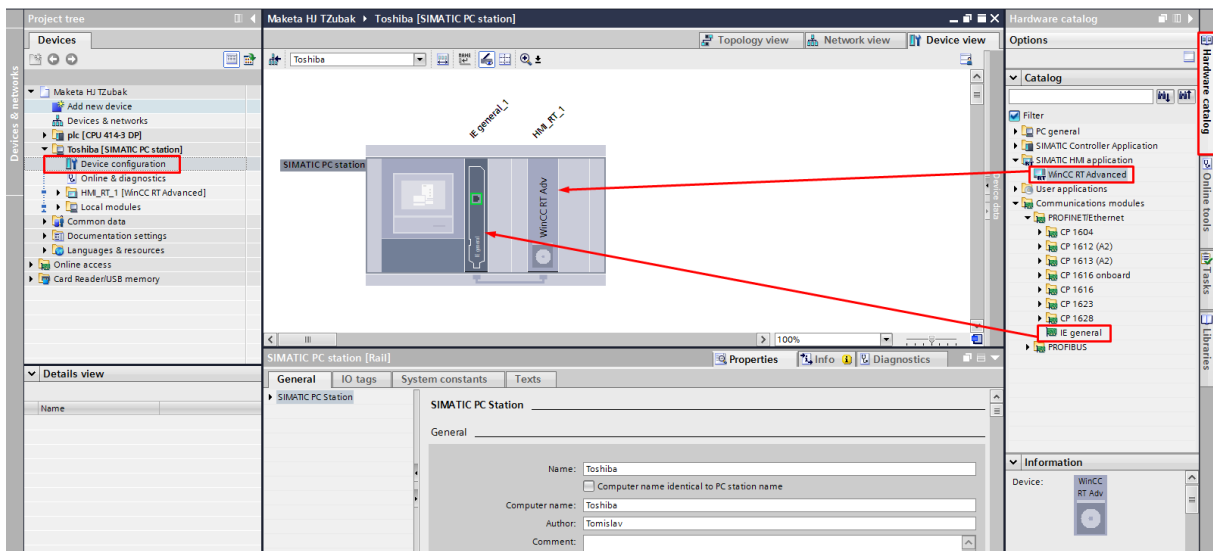 Project tree
Devices
Devices & networks
Maketa HJ TZubak
Add new device
Devices & networks
plc [CPU 414-3 DP]
Toshiba [SIMATIC PC station]
Device configuration
Online & diagnostics
HMI_RT_1 [WinCC RT Advanced]
Local modules
Common data
Documentation settings
Languages & resources
Online access
Card Reader/USB memory
Details view
Name
Maketa HJ TZubak Toshiba [SIMATIC PC station]
Topology view Network view Device view
Toshiba
IE general_1
HMI_RT_1
SIMATIC PC station
IE general
WinCC RT Adv
Device data
100%
SIMATIC PC station [Rail]
Properties Info Diagnostics
General IO tags System constants Texts
SIMATIC PC Station
SIMATIC PC Station
General
Name: Toshiba
Computer name identical to PC station name
Computer name: Toshiba
Author: Tomislav
Comment:
Hardware catalog
Options
Catalog
Filter
PC general
SIMATIC Controller Application
SIMATIC HMI application
WinCC RT Advanced
User applications
Communications modules
PROFINET/Ethernet
CP 1604
CP 1612 (A2)
CP 1613 (A2)
CP 1616 onboard
CP 1616
CP 1623
CP 1628
IE general
PROFIBUS
Information
Device:
WinCC
RT Adv
Hardware catalog
Online tools
Tasks
Libraries